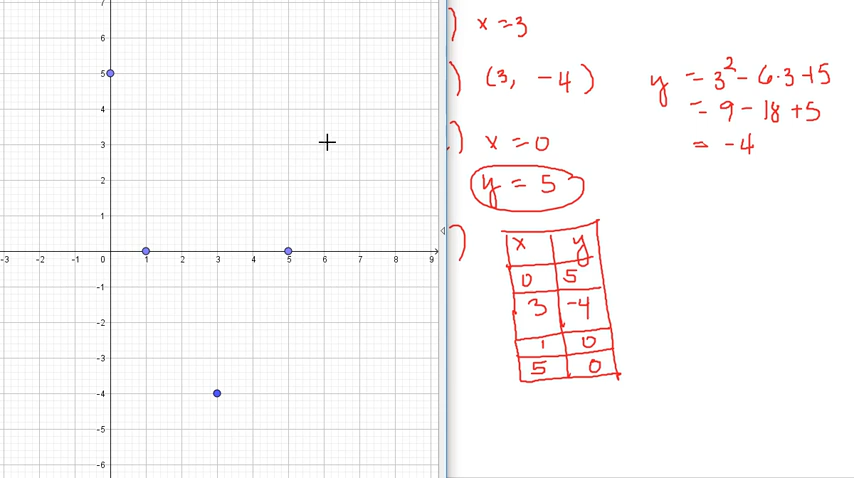 7
6
5
4
3
2
1
-3 -2 -1 0 1 2 3 4 5 6 7 8 9
-1
-2
-3
-4
-5
-6
) x = 3
) (3, -4)
y = 3² - 6·3 + 5
= 9 - 18 + 5
= -4
.) x = 0
y = 5
)
x y
0 5
3 -4
1 0
5 0